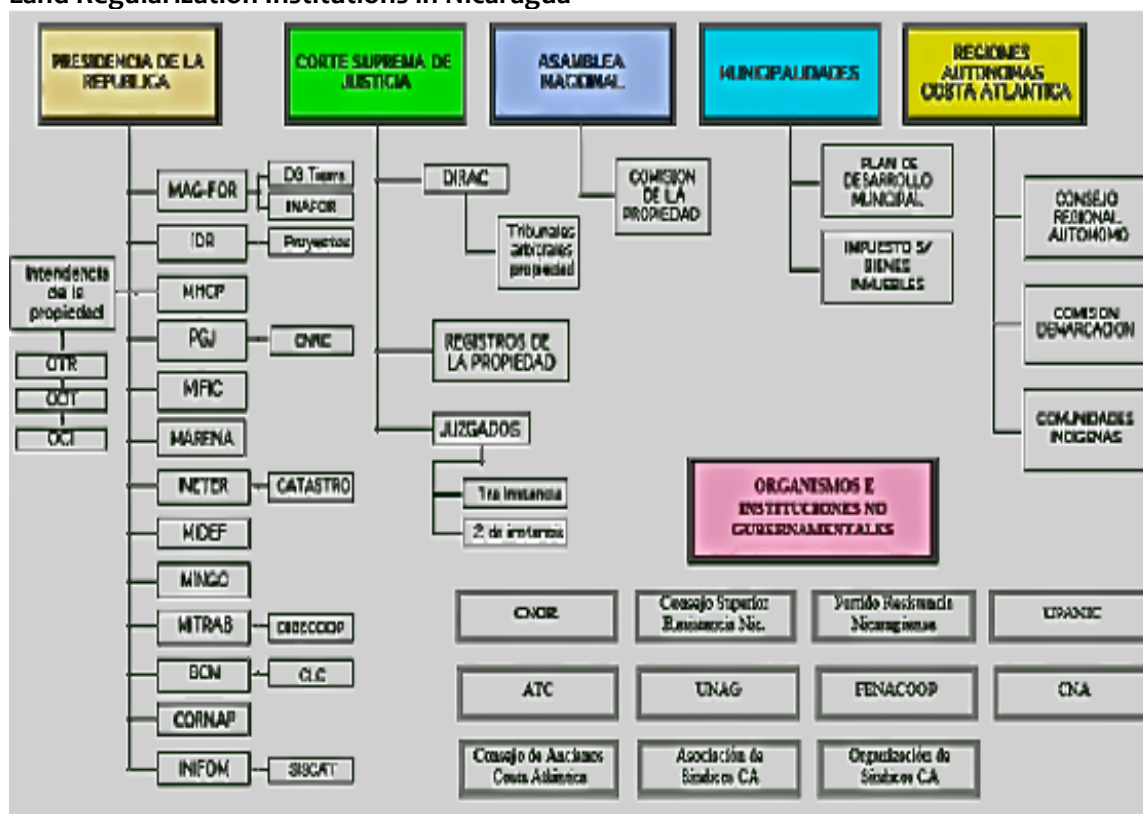 Land Regularization Institutions in Nicaragua
PRESIDENCIA DE LA
REPUBLICA
CORTE SUPREMA DE
JUSTICIA
ASAMBLEA
NACIONAL
MUNICIPALIDADES
REGIONES
AUTONOMAS
COSTA ATLANTICA
MAG-FOR
DG Tierra
INAFOR
IDR
Proyectos
Intendencia
de la
propiedad
OTR
OCI
MHCP
PGJ
MIFIC
MARENA
INETER
CATASTRO
MIDEF
MINGO
MITRAB
BCN
CLC
CORNAP
INIFOM
SISCAT
DIRAC
Tribunales
arbitrales
propiedad
REGISTROS DE
LA PROPIEDAD
JUZGADOS
1ra Instancia
2 da instancia
COMISION
DE LA
PROPIEDAD
PLAN DE
DESARROLLO
MUNICIPAL
IMPUESTO S/
BIENES
INMUEBLES
CONSEJO
REGIONAL
AUTONOMO
COMISION
DEMARCACION
COMUNIDADES
INDIGENAS
ORGANISMOS E
INSTITUCIONES NO
GUBERNAMENTALES
Consejo Superior
Resistencia Nic.
Partido Resistencia
Nicaragüense
UPANIC
ATC
UNAG
FENACOOP
CNA
Consejo de Ancianos
Costa Atlántica
Asociación de
Síndicos CA
Organización de
Síndicos CA